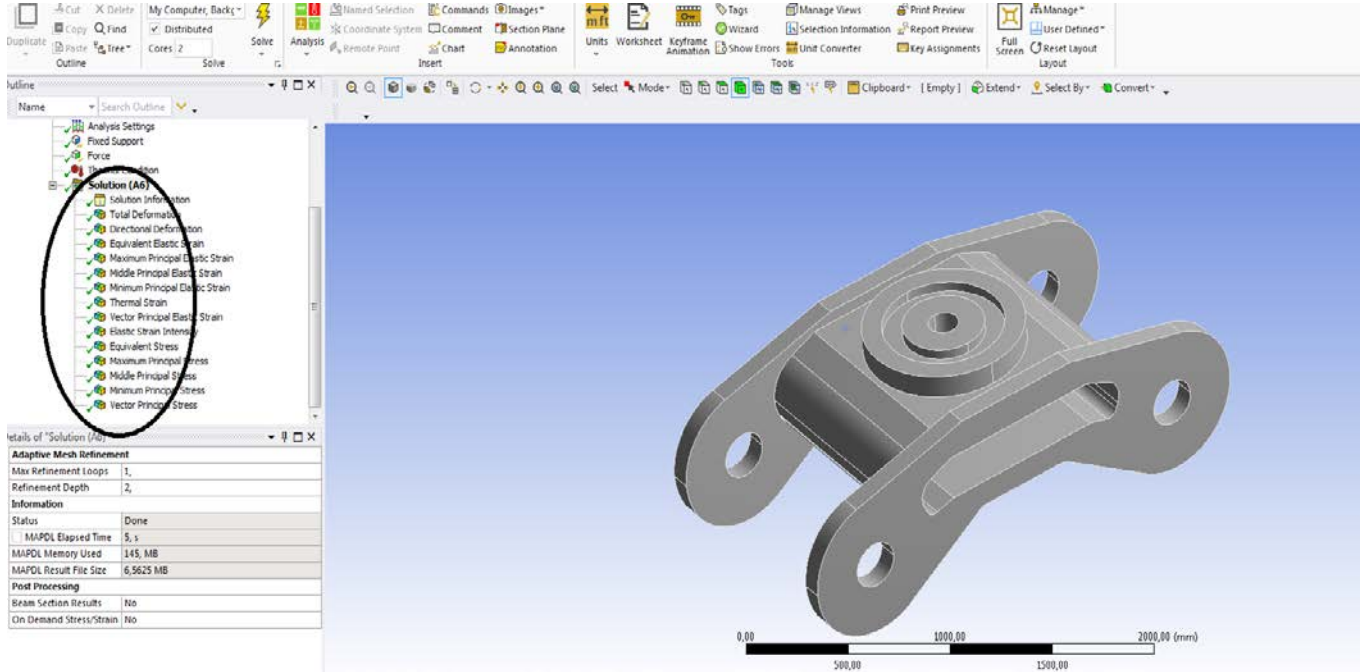 Cut X Delete My Computer, Backg Named Selection Commands Images Tags Manage Views Print Preview Manage
Copy Find Distributed Coordinate System Comment Section Plane Wizard Selection Information Report Preview User Defined
Duplicate Paste Tree Cores 2 Solve Analysis Remote Point Chart Annotation Units Worksheet Keyframe Animation Show Errors Unit Converter Key Assignments Full Screen Reset Layout
Outline Solve Insert Tools Layout
Outline
Name Search Outline
Select Mode Clipboard [ Empty ] Extend Select By Convert
Analysis Settings
Fixed Support
Force
Thermal Condition
Solution (A6)
Solution Information
Total Deformation
Directional Deformation
Equivalent Elastic Strain
Maximum Principal Elastic Strain
Middle Principal Elastic Strain
Minimum Principal Elastic Strain
Thermal Strain
Vector Principal Elastic Strain
Elastic Strain Intensity
Equivalent Stress
Maximum Principal Stress
Middle Principal Stress
Minimum Principal Stress
Vector Principal Stress
Details of "Solution (A6)"
Adaptive Mesh Refinement
Max Refinement Loops 1,
Refinement Depth 2,
Information
Status Done
MAPDL Elapsed Time 5, s
MAPDL Memory Used 145, MB
MAPDL Result File Size 6,5625 MB
Post Processing
Beam Section Results No
On Demand Stress/Strain No
0,00 1000,00 2000,00 (mm)
500,00 1500,00